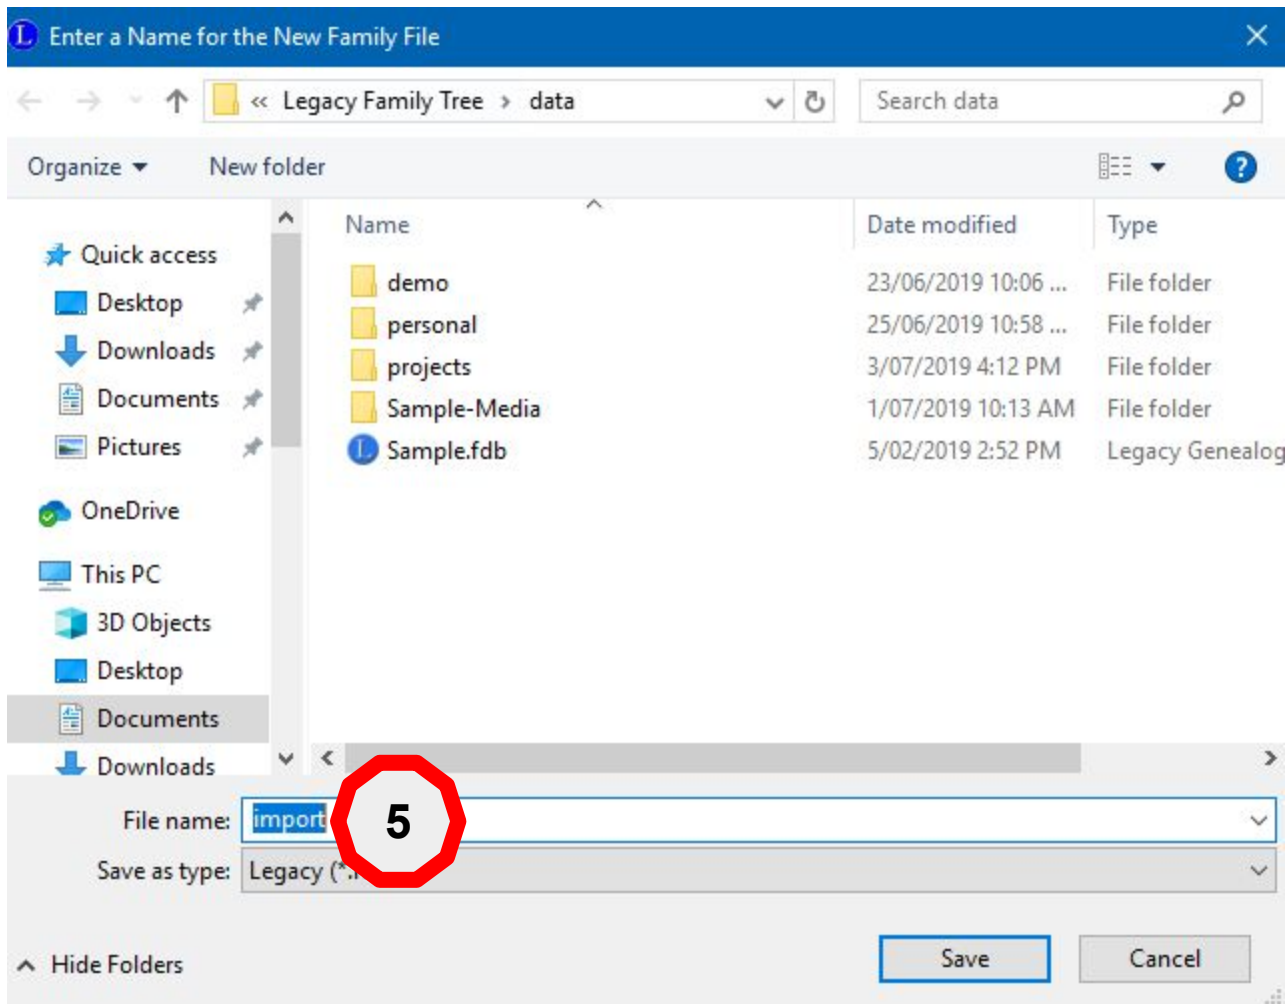 L Enter a Name for the New Family File
« Legacy Family Tree > data Search data
Organize New folder ?
Name Date modified Type
Quick access
demo 23/06/2019 10:06 ... File folder
Desktop
personal 25/06/2019 10:58 ... File folder
Downloads
projects 3/07/2019 4:12 PM File folder
Documents
Sample-Media 1/07/2019 10:13 AM File folder
Pictures
L Sample.fdb 5/02/2019 2:52 PM Legacy Genealog
OneDrive
This PC
3D Objects
Desktop
Documents
Downloads
File name: import 5
Save as type: Legacy (*.
Hide Folders Save Cancel